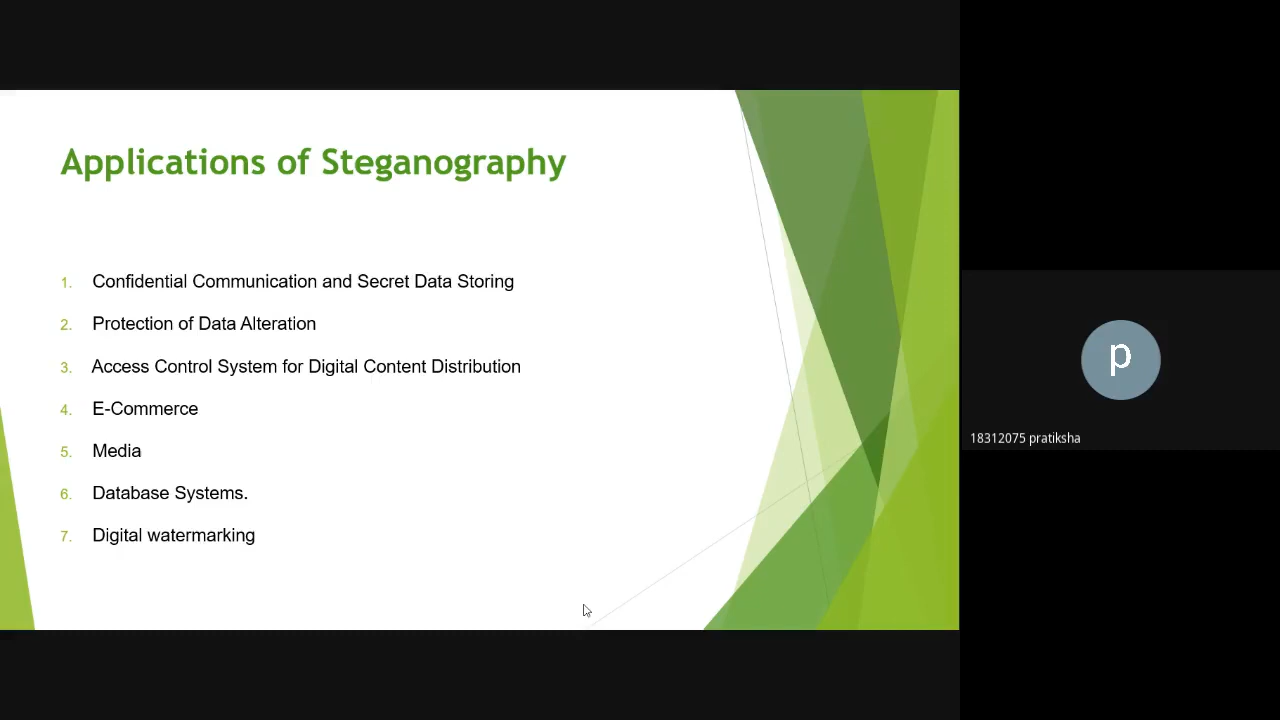 Applications of Steganography
1. Confidential Communication and Secret Data Storing
2. Protection of Data Alteration
3. Access Control System for Digital Content Distribution
4. E-Commerce
5. Media
6. Database Systems.
7. Digital watermarking
p
18312075 pratiksha